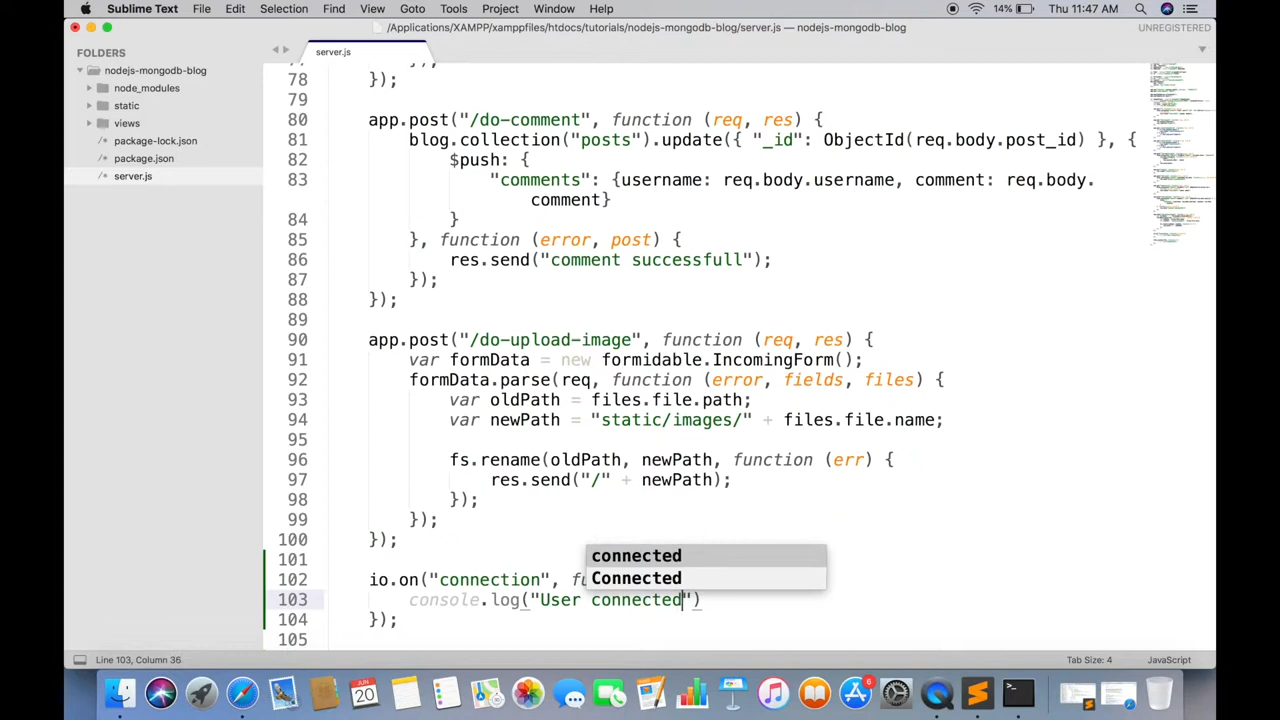 Sublime Text File Edit Selection Find View Goto Tools Project Window Help 14% Thu 11:47 AM
/Applications/XAMPP/xamppfiles/htdocs/tutorials/nodejs-mongodb-blog/server.js — nodejs-mongodb-blog UNREGISTERED
FOLDERS
nodejs-mongodb-blog
node_modules
static
views
package-lock.json
package.json
server.js
server.js
78 });
79
80 app.post("/do-comment", function (req, res) {
81 blog.collection("posts").update({ "_id": ObjectId(req.body.post_id) }, {
82 $push: {
83 "comments": {username: req.body.username, comment: req.body.
comment}
84 }
85 }, function (error, post) {
86 res.send("comment successfull");
87 });
88 });
89
90 app.post("/do-upload-image", function (req, res) {
91 var formData = new formidable.IncomingForm();
92 formData.parse(req, function (error, fields, files) {
93 var oldPath = files.file.path;
94 var newPath = "static/images/" + files.file.name;
95
96 fs.rename(oldPath, newPath, function (err) {
97 res.send("/" + newPath);
98 });
99 });
100 });
101
connected
Connected
102 io.on("connection",
103 console.log("User connected")
104 });
105
Line 103, Column 36 Tab Size: 4 JavaScript
JUN
20
6